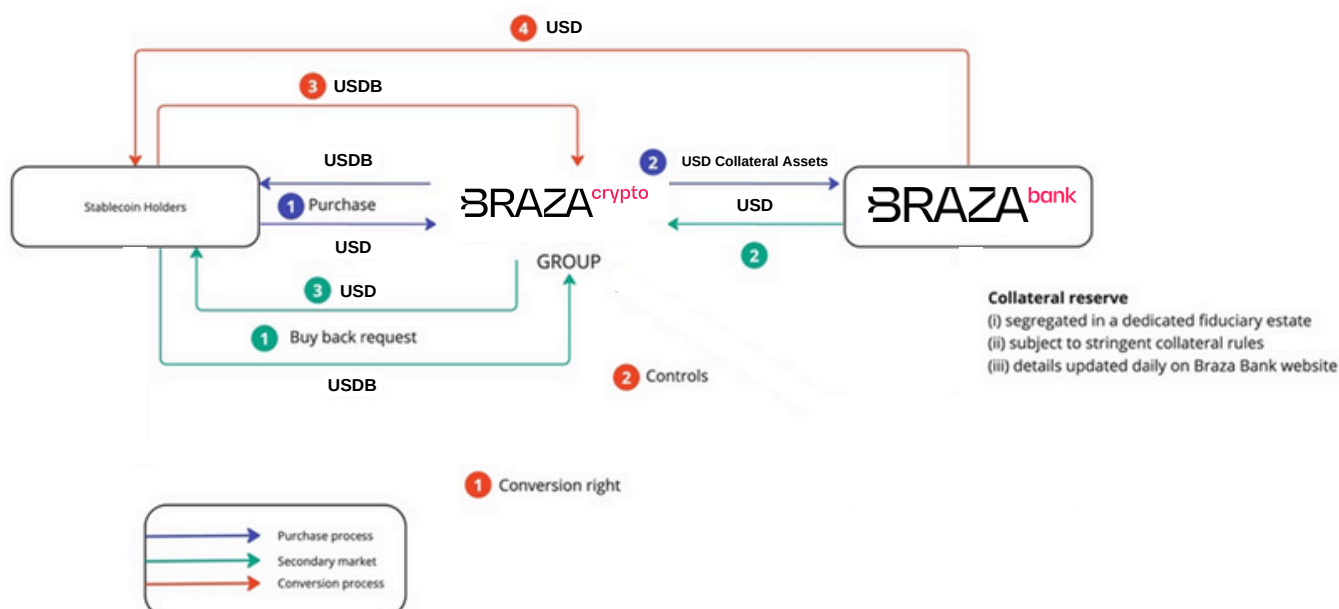 4 USD
3 USDB
USDB
2 USD Collateral Assets
BRAZA crypto
BRAZA bank
Stablecoin Holders
1 Purchase
USD
USD
2
GROUP
3 USD
Collateral reserve
(i) segregated in a dedicated fiduciary estate
(ii) subject to stringent collateral rules
(iii) details updated daily on Braza Bank website
1 Buy back request
USDB
2 Controls
1 Conversion right
Purchase process
Secondary market
Conversion process